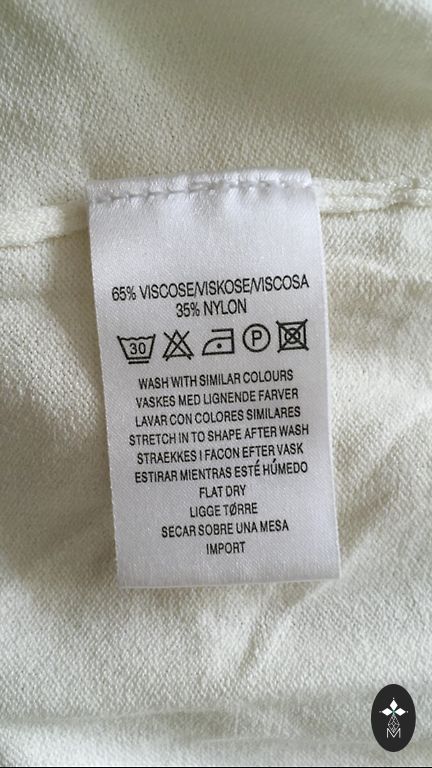 65% VISCOSE/VISKOSE/VISCOSA
35% NYLON
30 P
WASH WITH SIMILAR COLOURS
VASKES MED LIGNENDE FARVER
LAVAR CON COLORES SIMILARES
STRETCH IN TO SHAPE AFTER WASH
STRAEKKES I FACON EFTER VASK
ESTIRAR MIENTRAS ESTÉ HÚMEDO
FLAT DRY
LIGGE TØRRE
SECAR SOBRE UNA MESA
IMPORT
M